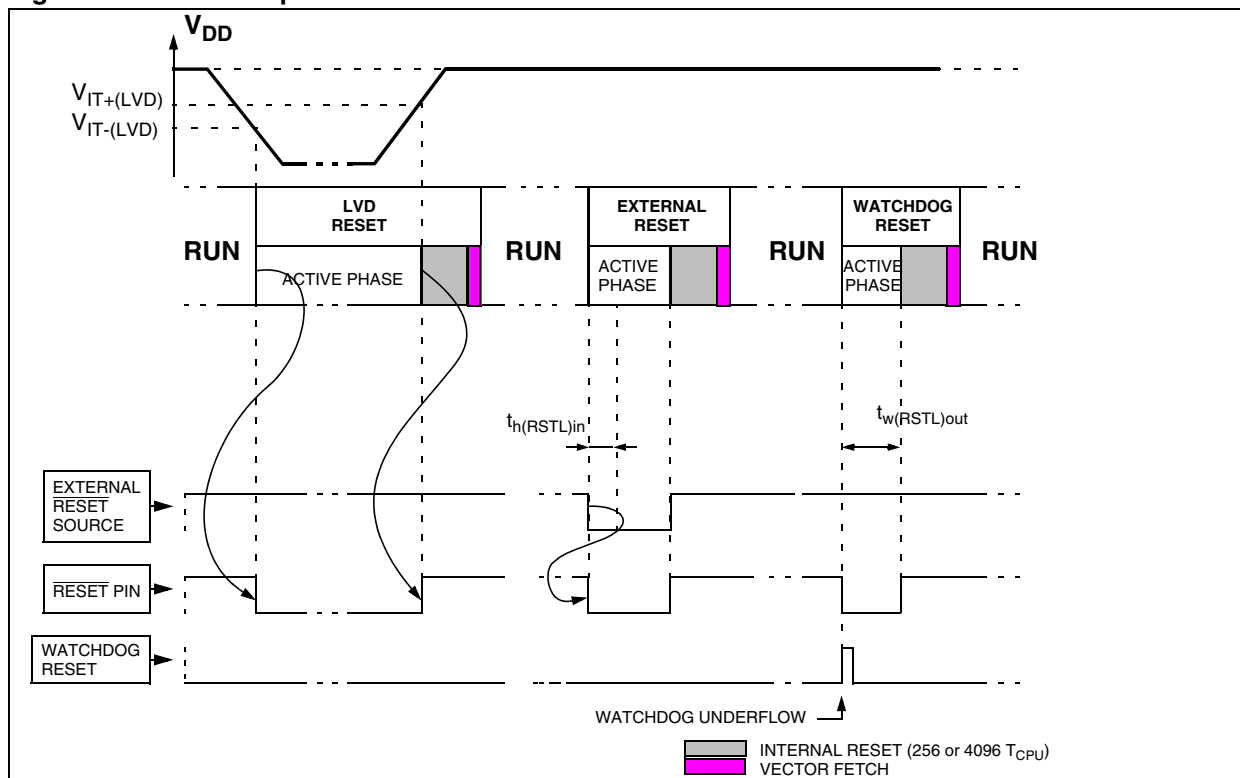 V_DD
V_IT+(LVD)
V_IT-(LVD)
LVD
RESET
EXTERNAL
RESET
WATCHDOG
RESET
RUN
ACTIVE PHASE
RUN
ACTIVE
PHASE
RUN
ACTIVE
PHASE
RUN
t_h(RSTL)in
t_w(RSTL)out
EXTERNAL
RESET
SOURCE
RESET PIN
WATCHDOG
RESET
WATCHDOG UNDERFLOW
INTERNAL RESET (256 or 4096 T_CPU)
VECTOR FETCH